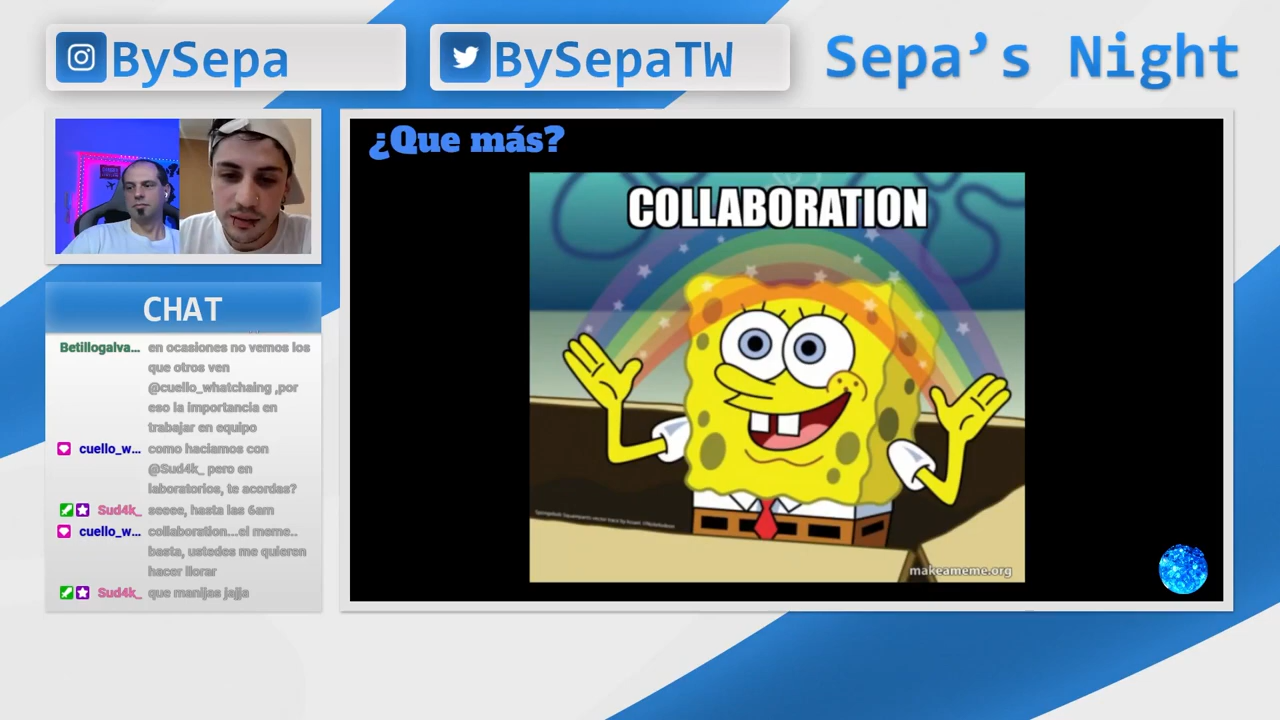 BySepa
BySepaTW
Sepa's Night
¿Que más?
COLLABORATION
makeameme.org
CHAT
Betillogalva... en ocasiones no vemos los
que otros ven
@cuello_whatchaing ,por
eso la importancia en
trabajar en equipo
cuello_w... como haciamos con
@Sud4k_ pero en
laboratorios, te acordas?
Sud4k_ seeee, hasta las 6am
cuello_w... collaboration...el meme..
basta, ustedes me quieren
hacer llorar
Sud4k_ que manijas jajja